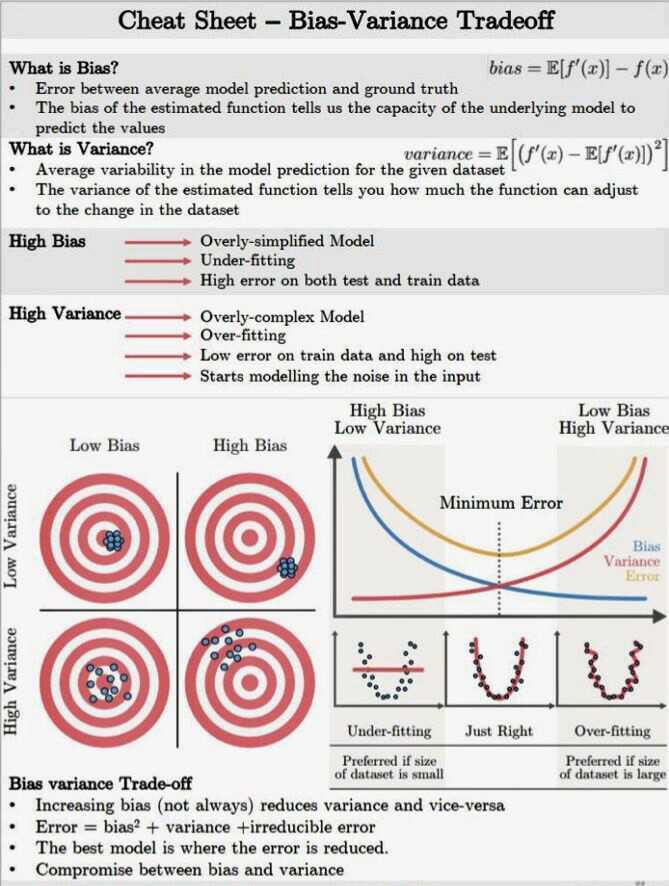 Cheat Sheet – Bias-Variance Tradeoff
What is Bias?
bias = 𝔼[f′(x)] − f(x)
• Error between average model prediction and ground truth
• The bias of the estimated function tells us the capacity of the underlying model to
predict the values
What is Variance?
variance = 𝔼[(f′(x) − 𝔼[f′(x)])²]
• Average variability in the model prediction for the given dataset
• The variance of the estimated function tells you how much the function can adjust
to the change in the dataset
High Bias
Overly-simplified Model
Under-fitting
High error on both test and train data
High Variance
Overly-complex Model
Over-fitting
Low error on train data and high on test
Starts modelling the noise in the input
Low Bias
High Bias
Low Variance
High Variance
High Bias
Low Variance
Low Bias
High Variance
Minimum Error
Bias
Variance
Error
Under-fitting
Just Right
Over-fitting
Preferred if size
of dataset is small
Preferred if size
of dataset is large
Bias variance Trade-off
• Increasing bias (not always) reduces variance and vice-versa
• Error = bias² + variance +irreducible error
• The best model is where the error is reduced.
• Compromise between bias and variance